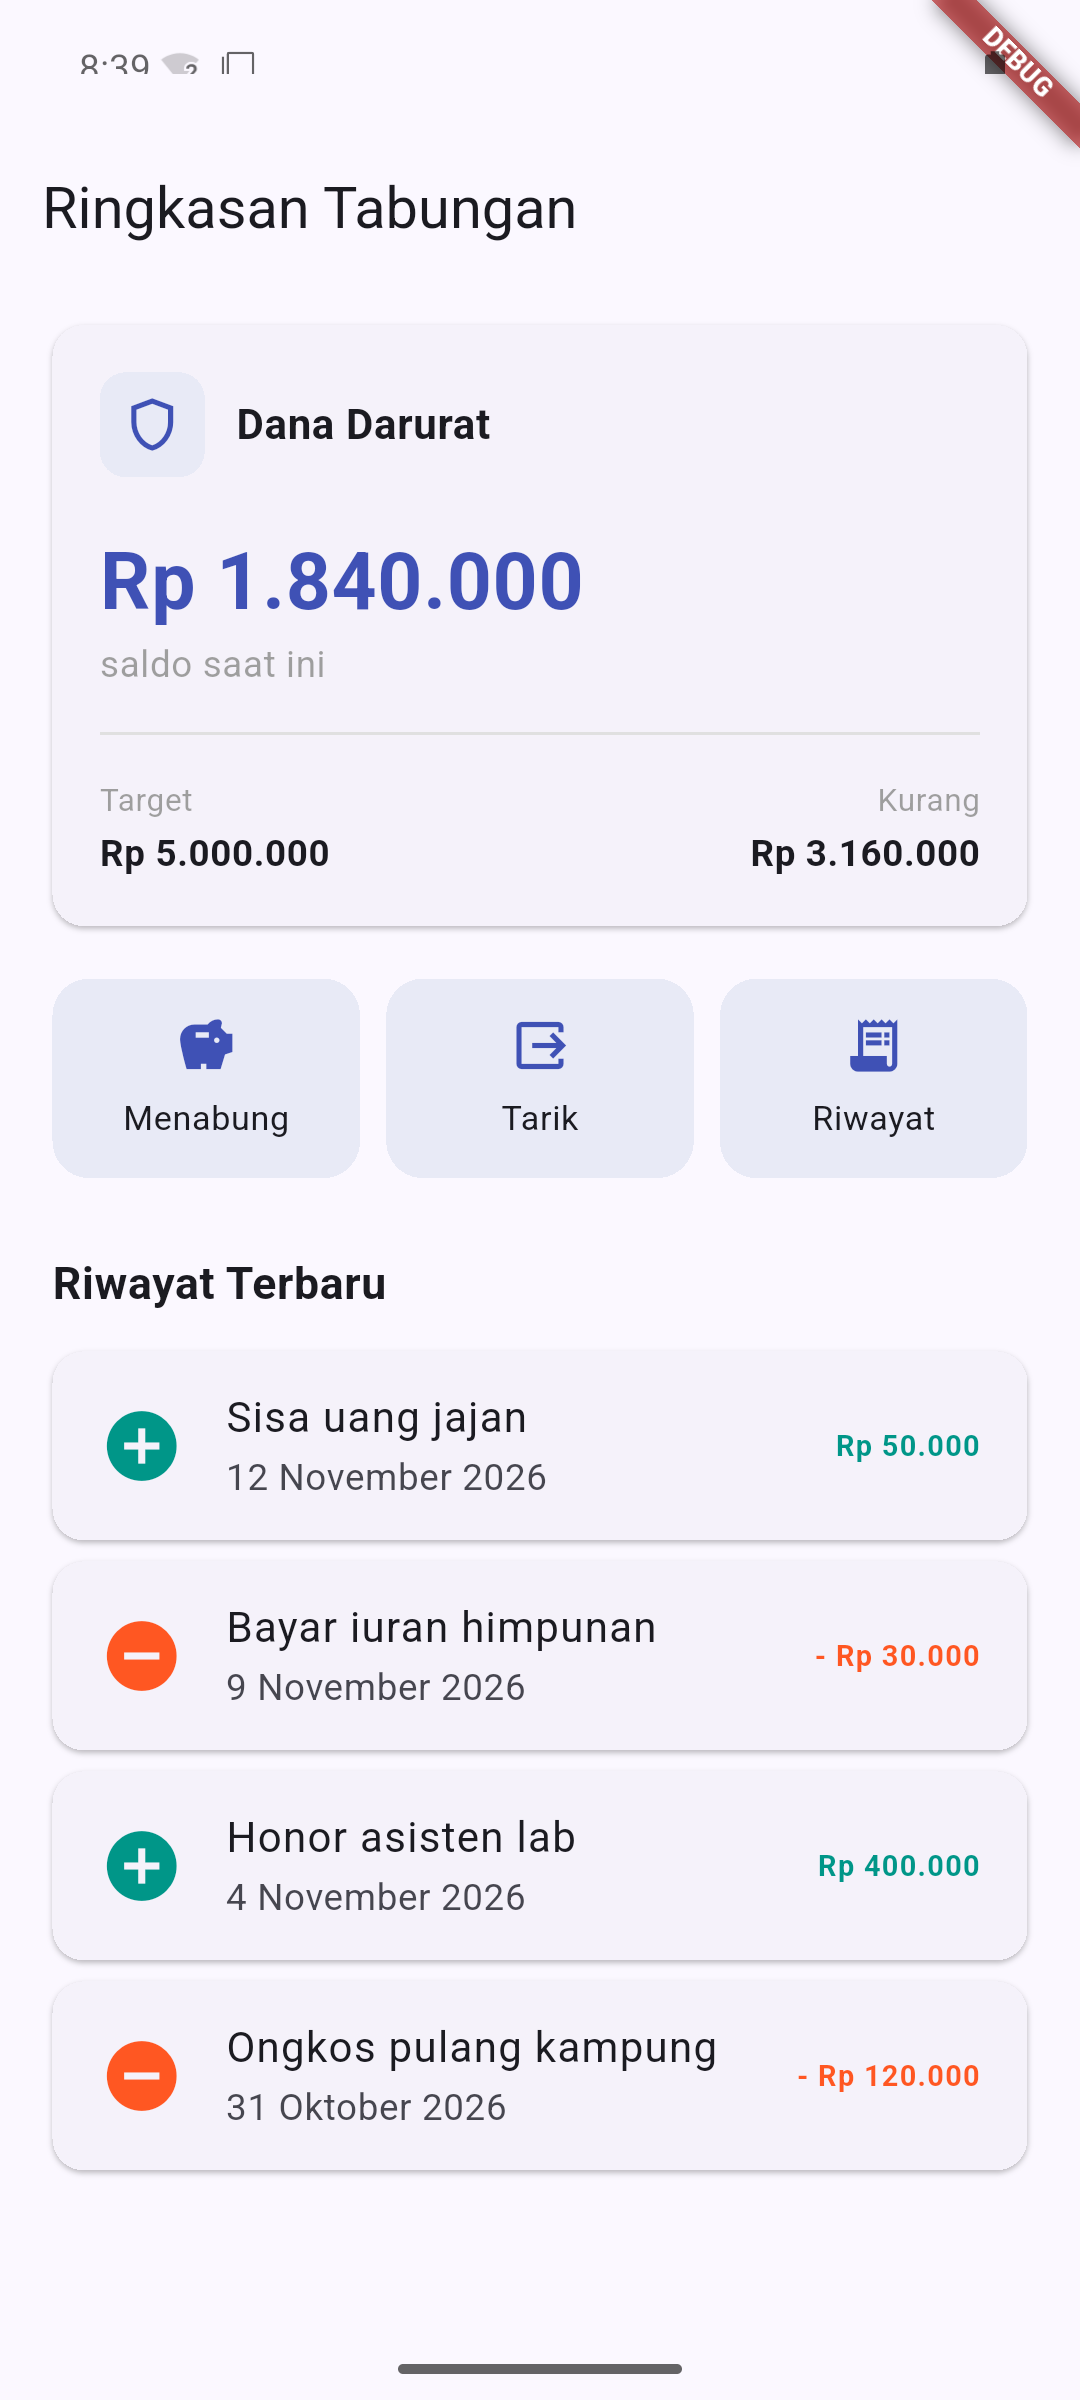 8:39
DEBUG
Ringkasan Tabungan
Dana Darurat
Rp 1.840.000
saldo saat ini
Target
Kurang
Rp 5.000.000
Rp 3.160.000
Menabung
Tarik
Riwayat
Riwayat Terbaru
Sisa uang jajan
12 November 2026
Rp 50.000
Bayar iuran himpunan
9 November 2026
- Rp 30.000
Honor asisten lab
4 November 2026
Rp 400.000
Ongkos pulang kampung
31 Oktober 2026
- Rp 120.000